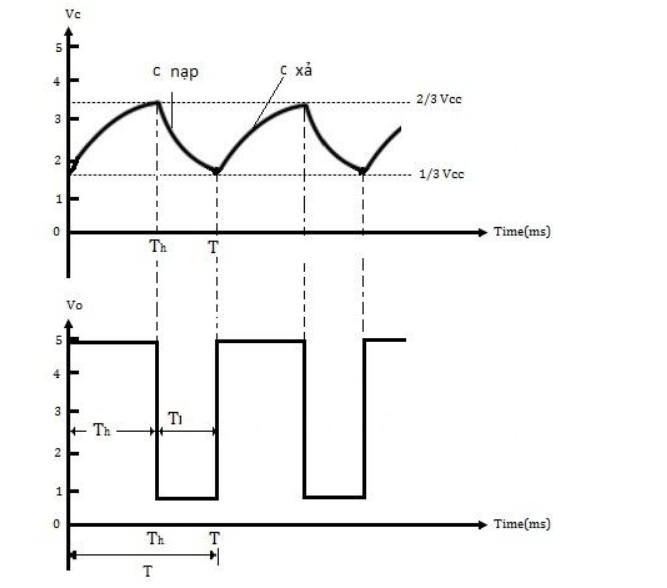 Vc
5
4
3
2
1
0
C nạp
C xả
2/3 Vcc
1/3 Vcc
Th
T
Time(ms)
Vo
5
4
3
2
1
0
Th
Tl
Th
T
Time(ms)
T